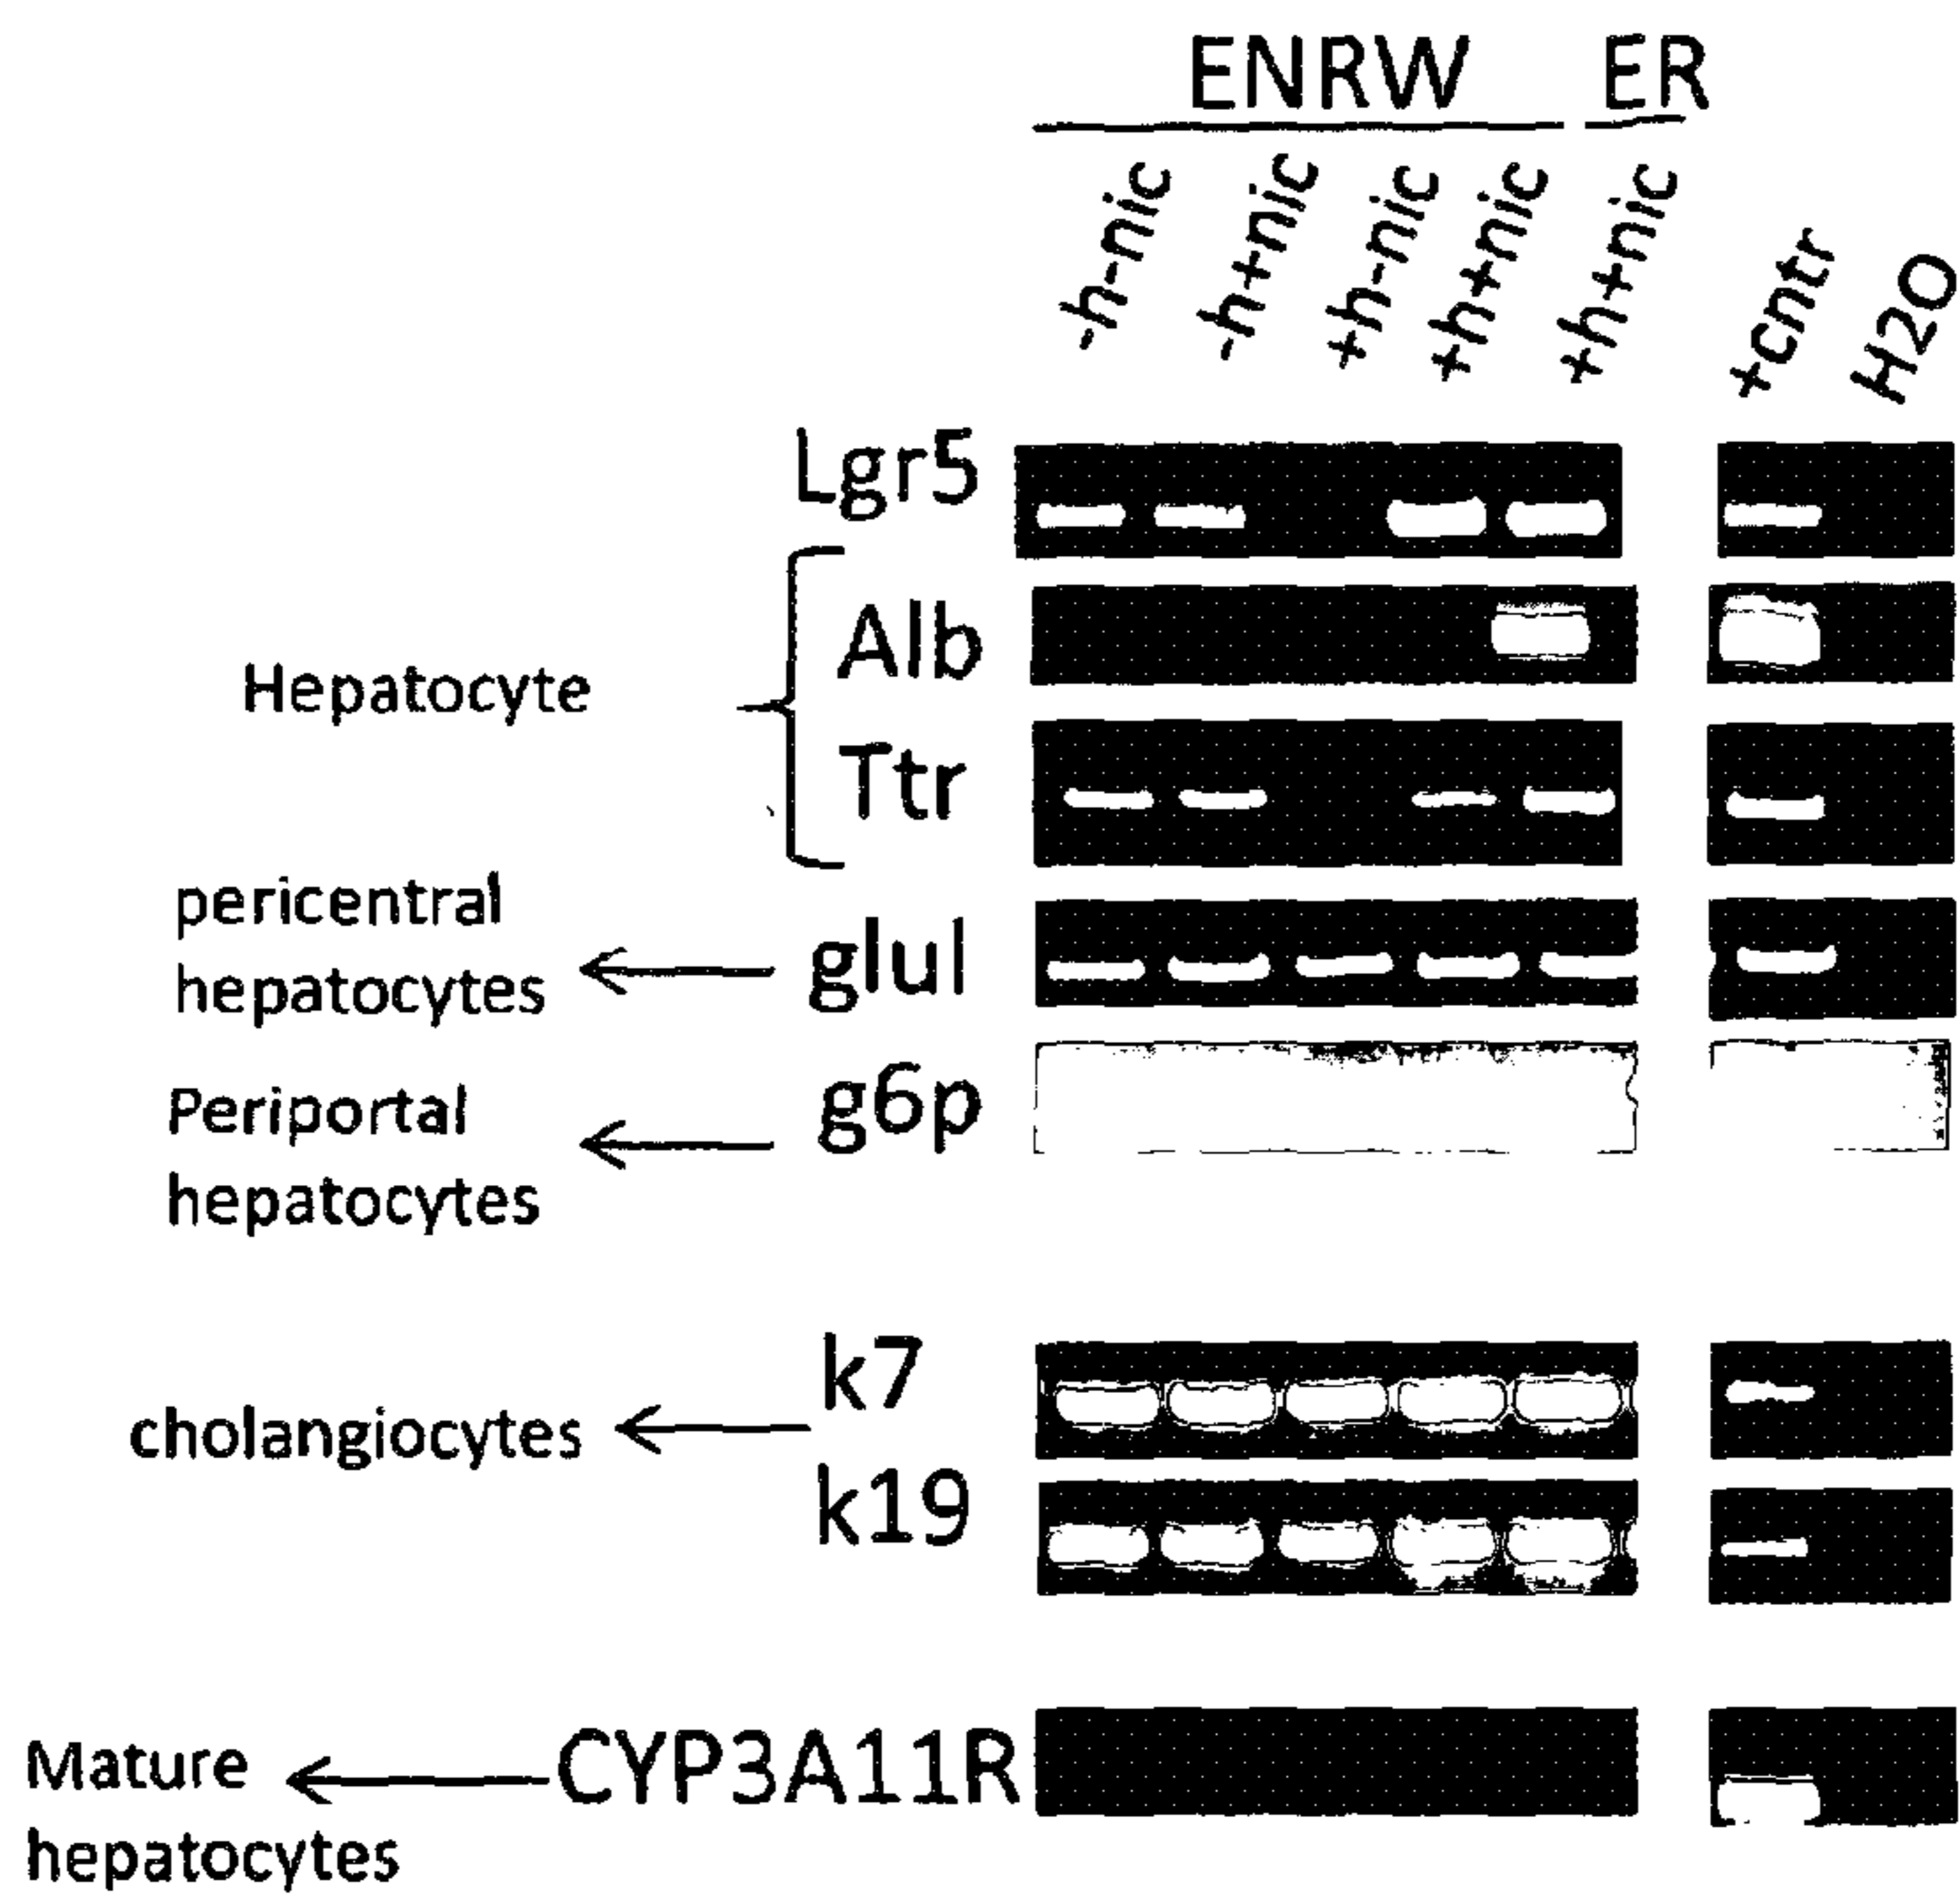 ENRW ER
-h-nic -h+nic +h-nic +h+nic +h+nic +cntr H2O
Lgr5
Alb
Hepatocyte
Ttr
pericentral
hepatocytes
glul
g6p
Periportal
hepatocytes
k7
cholangiocytes
k19
CYP3A11R
Mature
hepatocytes